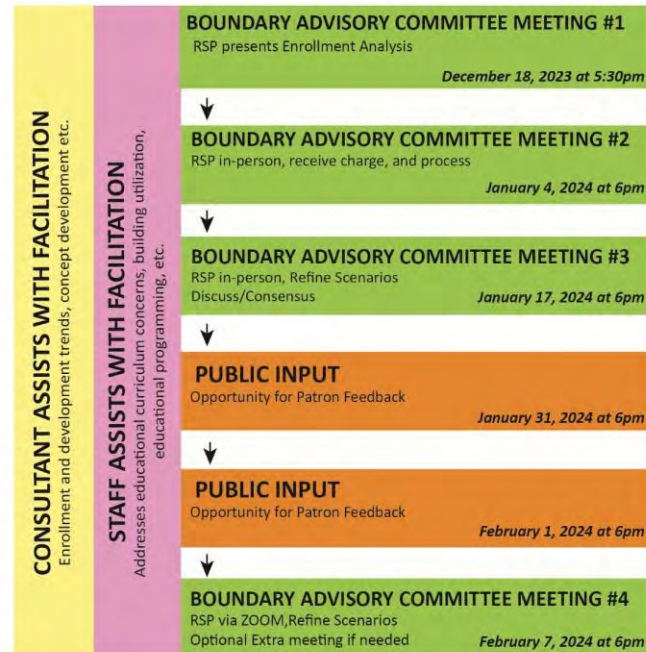 CONSULTANT ASSISTS WITH FACILITATION
Enrollment and development trends, concept development etc.
STAFF ASSISTS WITH FACILITATION
Addresses educational curriculum concerns, building utilization,
educational programming, etc.
BOUNDARY ADVISORY COMMITTEE MEETING #1
RSP presents Enrollment Analysis
December 18, 2023 at 5:30pm
BOUNDARY ADVISORY COMMITTEE MEETING #2
RSP in-person, receive charge, and process
January 4, 2024 at 6pm
BOUNDARY ADVISORY COMMITTEE MEETING #3
RSP in-person, Refine Scenarios
Discuss/Consensus
January 17, 2024 at 6pm
PUBLIC INPUT
Opportunity for Patron Feedback
January 31, 2024 at 6pm
PUBLIC INPUT
Opportunity for Patron Feedback
February 1, 2024 at 6pm
BOUNDARY ADVISORY COMMITTEE MEETING #4
RSP via ZOOM,Refine Scenarios
Optional Extra meeting if needed
February 7, 2024 at 6pm